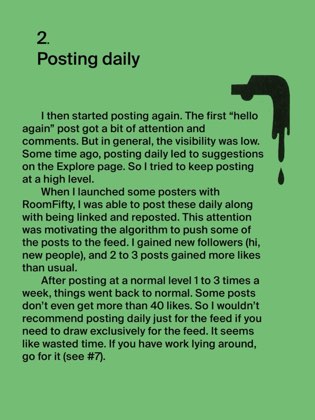 2.
Posting daily
I then started posting again. The first “hello
again” post got a bit of attention and
comments. But in general, the visibility was low.
Some time ago, posting daily led to suggestions
on the Explore page. So I tried to keep posting
at a high level.
When I launched some posters with
RoomFifty, I was able to post these daily along
with being linked and reposted. This attention
was motivating the algorithm to push some of
the posts to the feed. I gained new followers (hi,
new people), and 2 to 3 posts gained more likes
than usual.
After posting at a normal level 1 to 3 times a
week, things went back to normal. Some posts
don’t even get more than 40 likes. So I wouldn’t
recommend posting daily just for the feed if you
need to draw exclusively for the feed. It seems
like wasted time. If you have work lying around,
go for it (see #7).